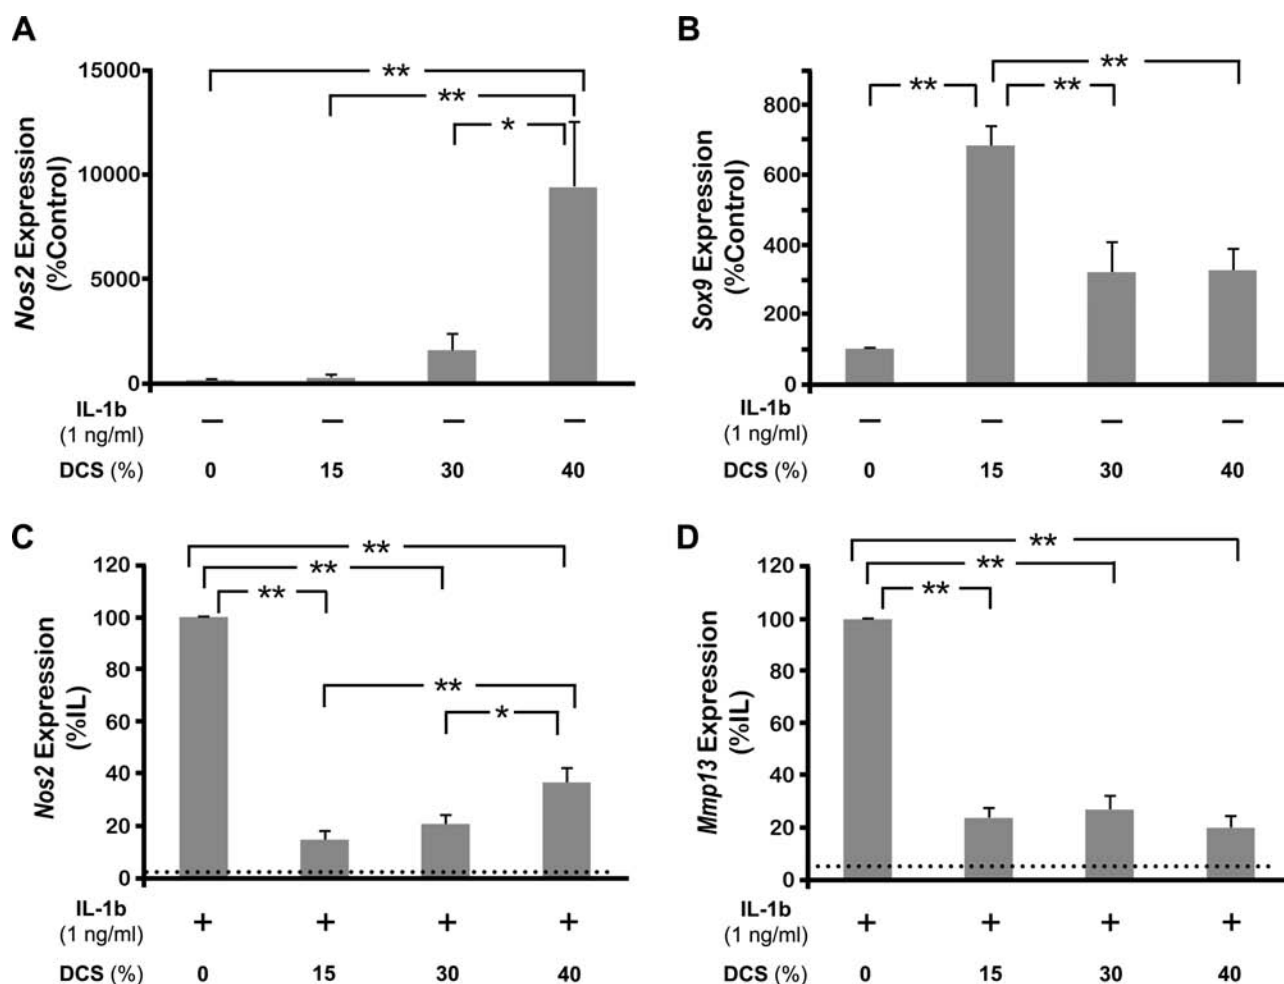 A
Nos2 Expression
(%Control)
15000
10000
5000
0
**
**
*
IL-1b
(1 ng/ml)
– – – –
DCS (%) 0 15 30 40
B
Sox9 Expression
(%Control)
800
600
400
200
0
**
** **
IL-1b
(1 ng/ml)
– – – –
DCS (%) 0 15 30 40
C
Nos2 Expression
(%IL)
120
100
80
60
40
20
0
**
**
**
**
*
IL-1b
(1 ng/ml)
+ + + +
DCS (%) 0 15 30 40
D
Mmp13 Expression
(%IL)
120
100
80
60
40
20
0
**
**
**
IL-1b
(1 ng/ml)
+ + + +
DCS (%) 0 15 30 40